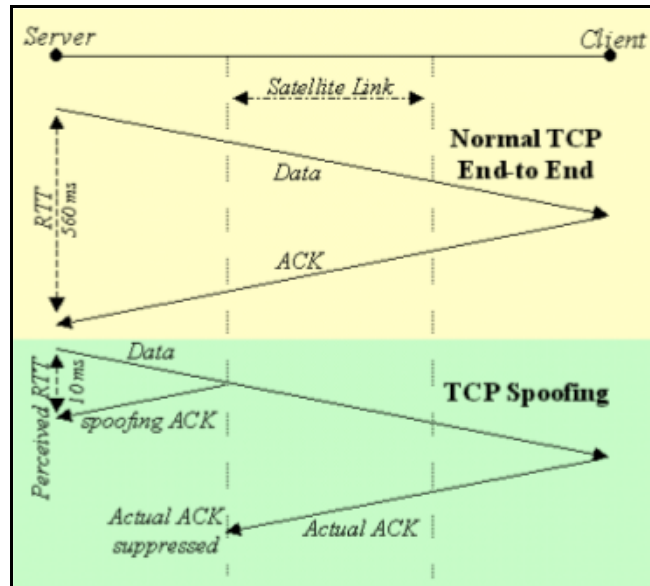 Server
Client
Satellite Link
Normal TCP
End-to End
Data
RTT
560 ms
ACK
Data
Perceived RTT
10 ms
TCP Spoofing
spoofing ACK
Actual ACK
suppressed
Actual ACK